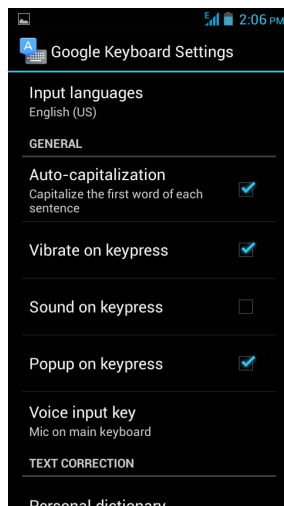 E
2:06 PM
A
Google Keyboard Settings
Input languages
English (US)
GENERAL
Auto-capitalization
Capitalize the first word of each
sentence
Vibrate on keypress
Sound on keypress
Popup on keypress
Voice input key
Mic on main keyboard
TEXT CORRECTION
Personal dictionary